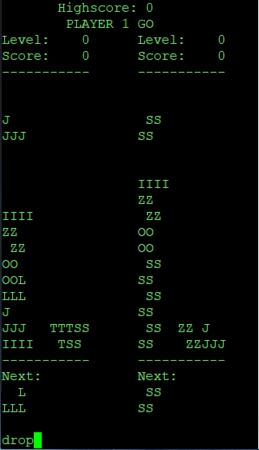 Highscore: 0
        PLAYER 1 GO
Level:    0      Level:    0
Score:    0      Score:    0
-----------      -----------
J                 SS
JJJ              SS
                 IIII
                 ZZ
IIII              ZZ
ZZ               OO
 ZZ              OO
OO                SS
OOL              SS
LLL               SS
J                SS
JJJ   TTTSS       SS  ZZ J
IIII   TSS       SS    ZZJJJ
-----------      -----------
Next:            Next:
  L               SS
LLL              SS
drop